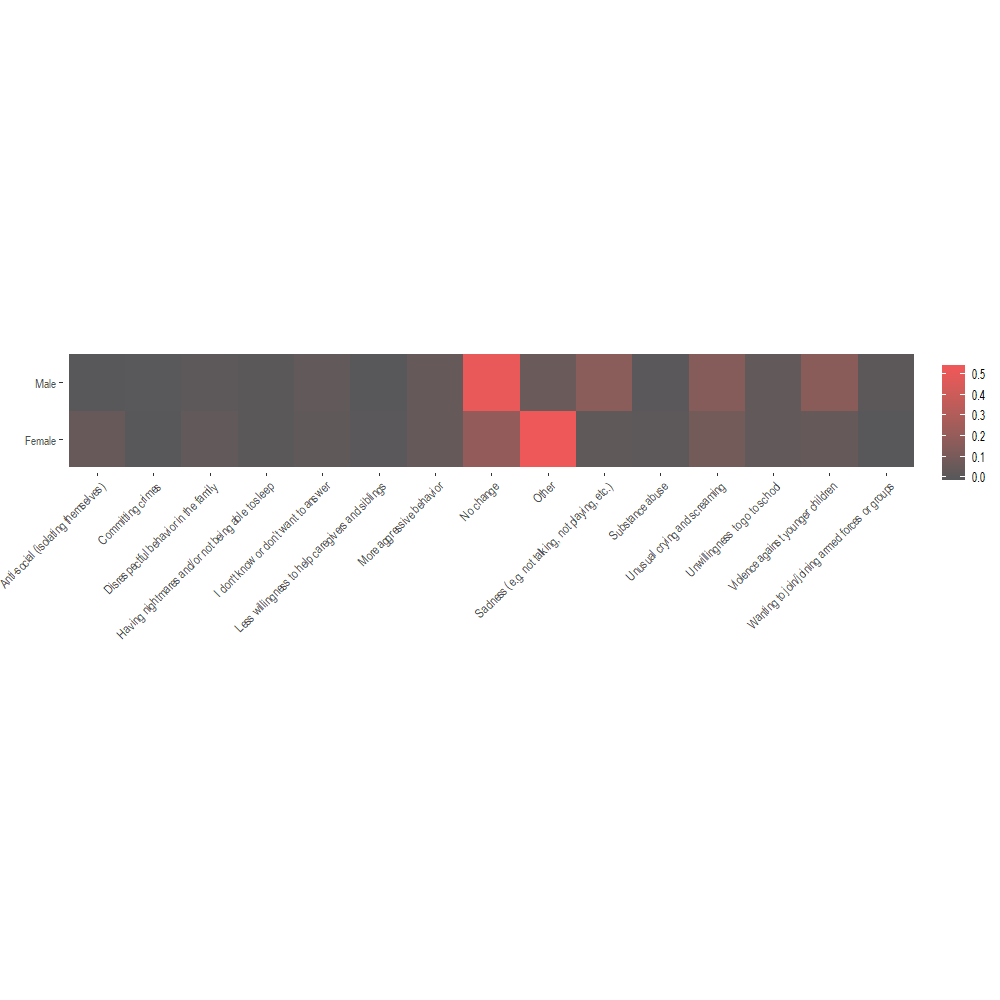 Male
Female
Anti-social (isolating themselves)
Committing crimes
Disrespectful behavior in the family
Having nightmares and/or not being able to sleep
I don't know or don't want to answer
Less willingness to help caregivers and siblings
More aggressive behavior
No change
Other
Sadness (e.g. not talking, not playing, etc.)
Substance abuse
Unusual crying and screaming
Unwillingness to go to school
Violence against younger children
Wanting to join/joining armed forces or groups
0.5
0.4
0.3
0.2
0.1
0.0